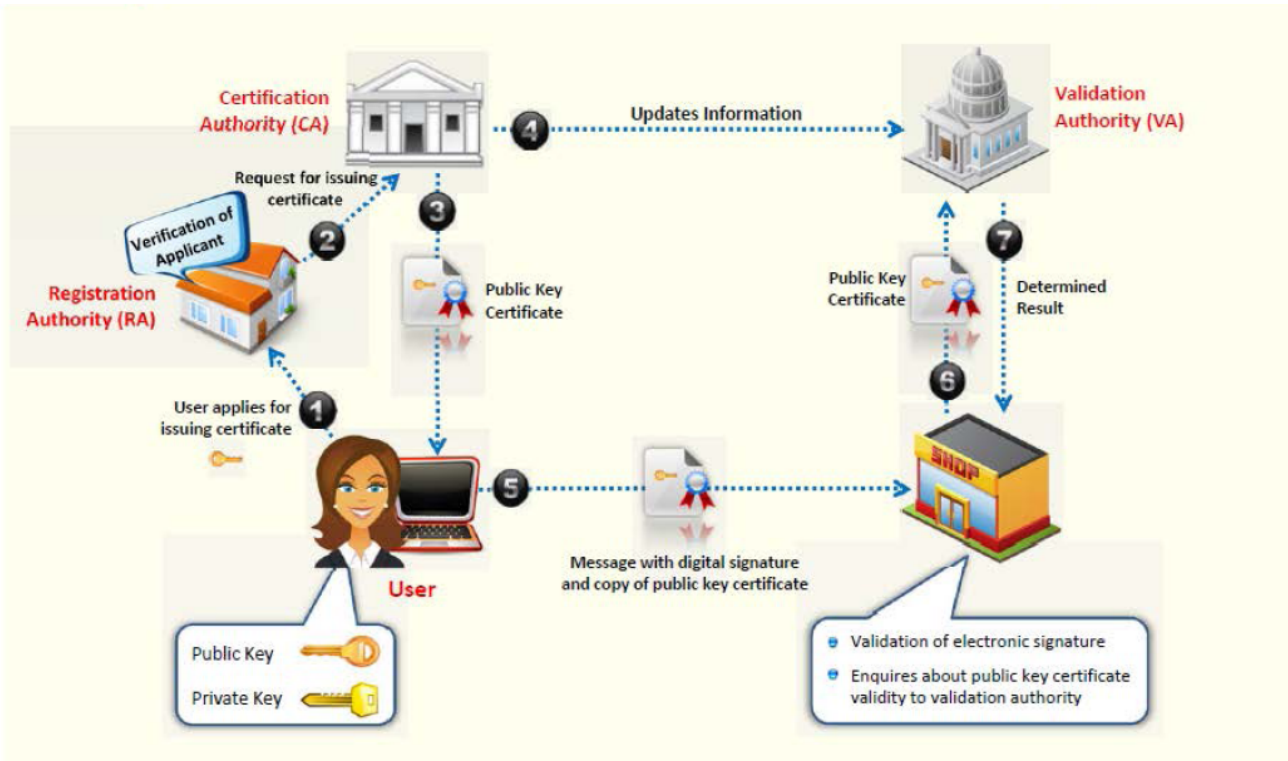 Certification
Authority (CA)
4
Updates Information
Validation
Authority (VA)
Request for issuing
certificate
2
3
Verification of
Applicant
Registration
Authority (RA)
Public Key
Certificate
Public Key
Certificate
7
Determined
Result
6
1
User applies for
issuing certificate
5
SHOP
Message with digital signature
and copy of public key certificate
User
Public Key
Private Key
Validation of electronic signature
Enquires about public key certificate
validity to validation authority